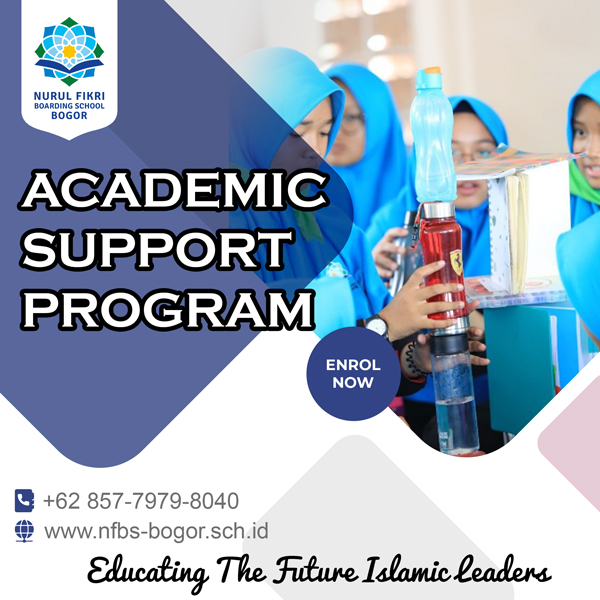 NURUL FIKRI
BOARDING SCHOOL
BOGOR
ACADEMIC
SUPPORT
PROGRAM
ENROL
NOW
+62 857-7979-8040
www.nfbs-bogor.sch.id
Educating The Future Islamic Leaders